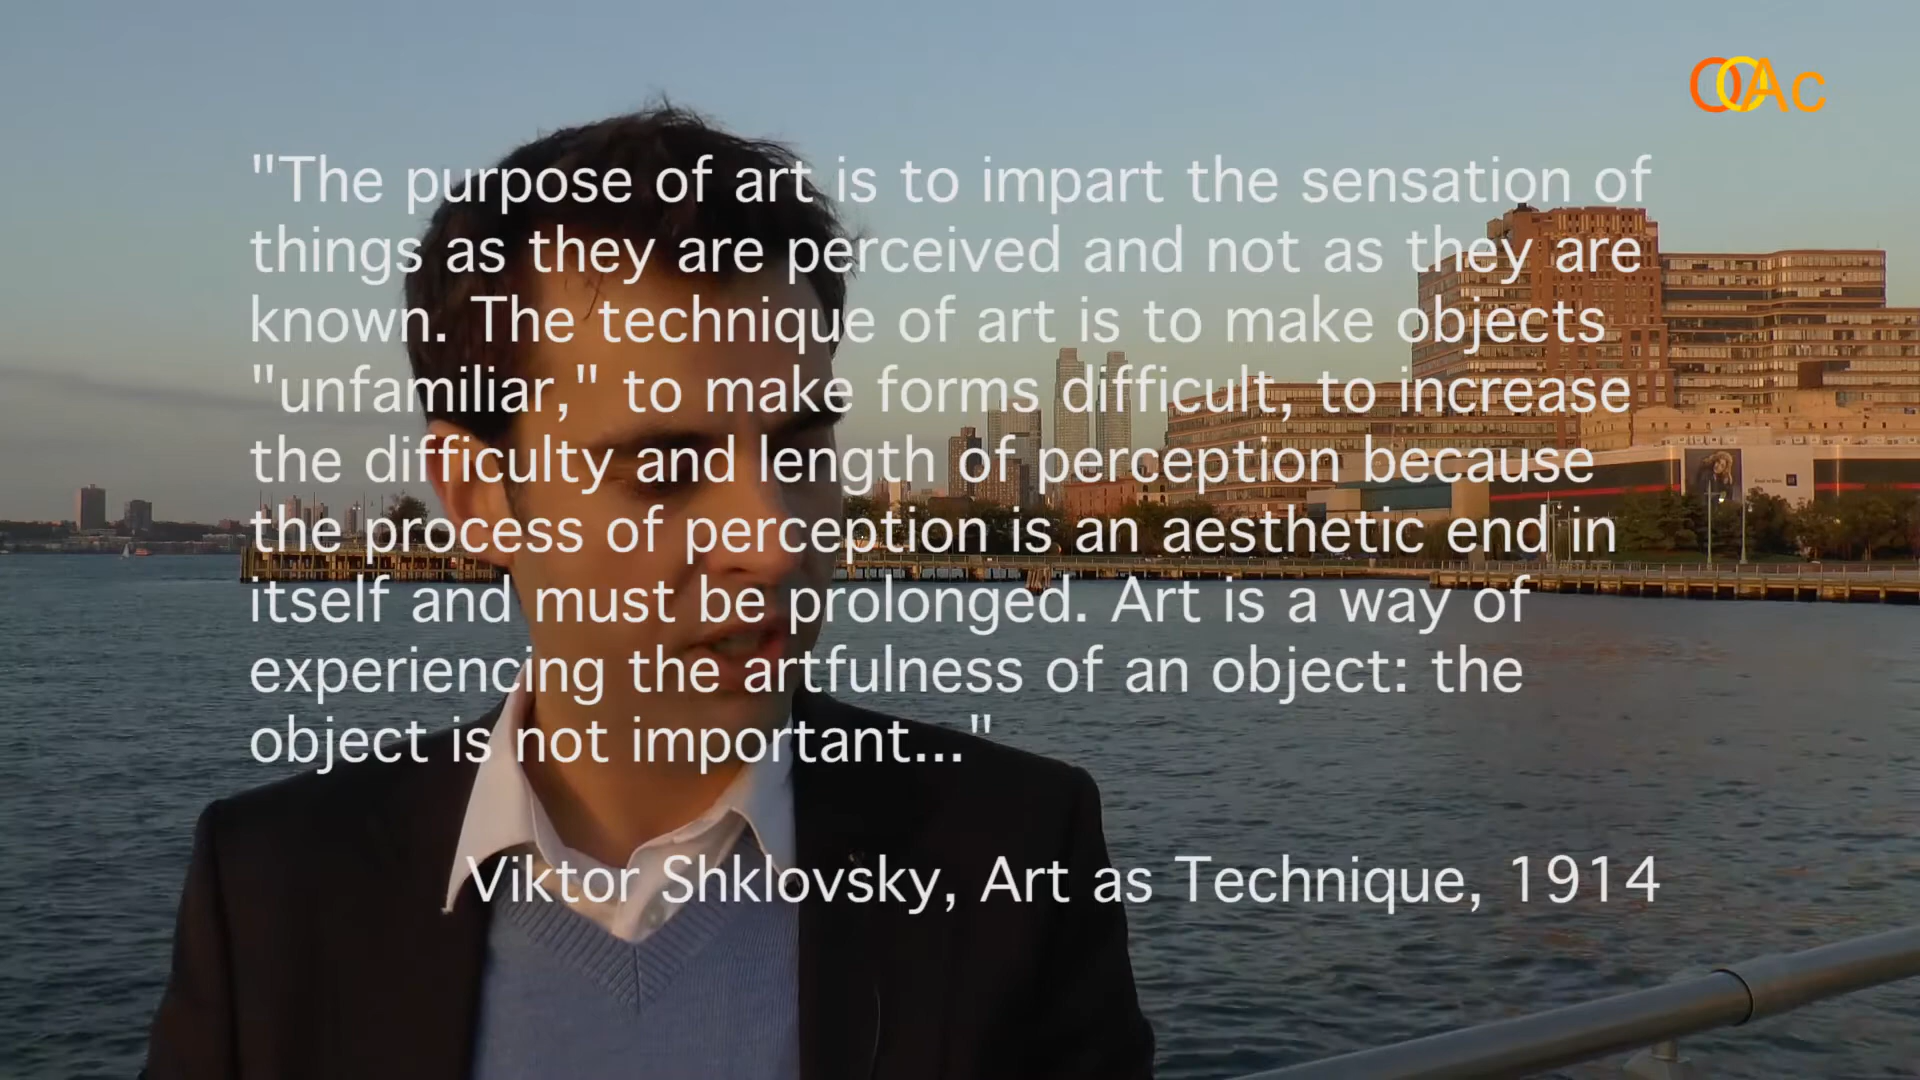 OOAc
"The purpose of art is to impart the sensation of
things as they are perceived and not as they are
known. The technique of art is to make objects
"unfamiliar," to make forms difficult, to increase
the difficulty and length of perception because
the process of perception is an aesthetic end in
itself and must be prolonged. Art is a way of
experiencing the artfulness of an object: the
object is not important..."
Viktor Shklovsky, Art as Technique, 1914